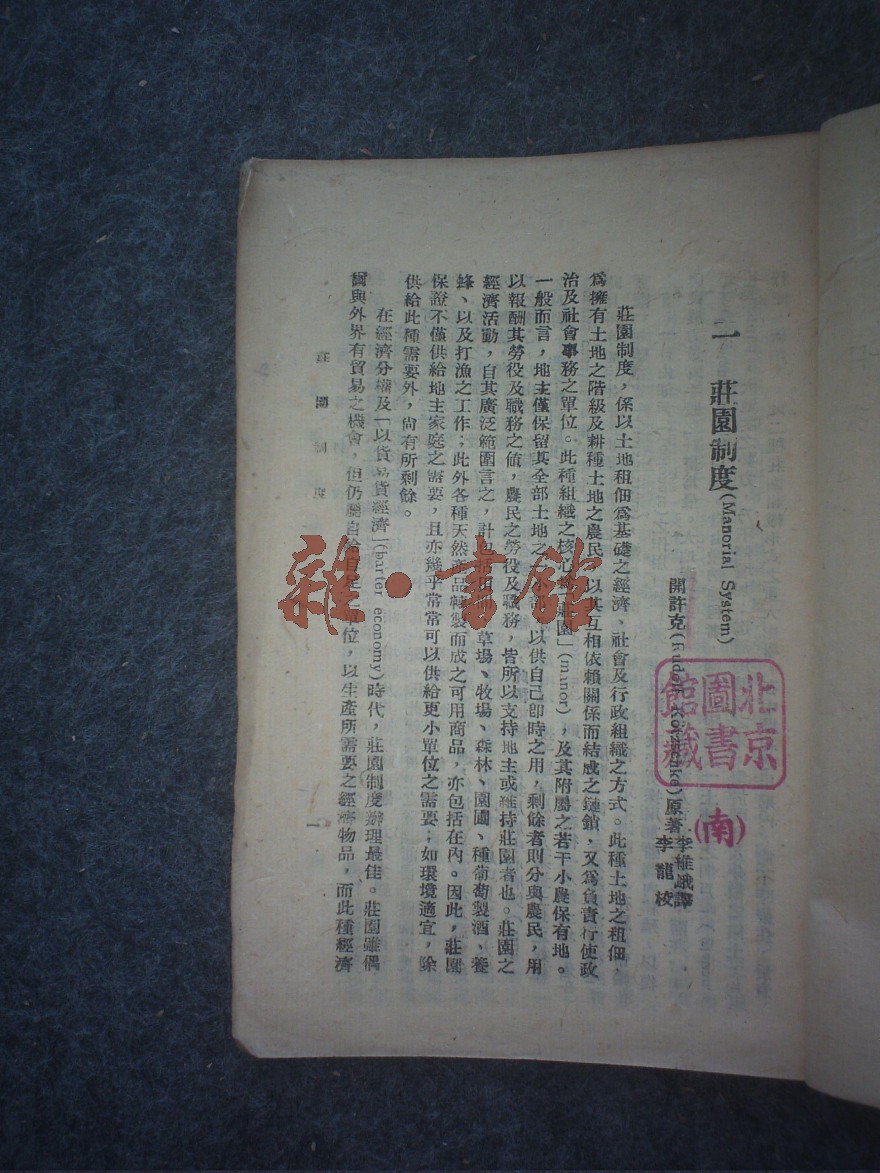 一 莊園制度(Manorial System)
開許克(Rudolf Kötzschke)原著 李維峨譯
李龍校
莊園制度，係以土地租佃爲基礎之經濟、社會及行政組織之方式。此種土地之租佃，
爲擁有土地之階級及耕種土地之農民，以其互相依賴關係而結成之鏈鎖，又爲負責行使政
治及社會事務之單位。此種組織之核心爲「莊園」(manor)，及其附屬之若干小農保有地。
一般而言，地主僅保留其全部土地之一小部，以供自己卽時之用，剩餘者則分與農民，用
以報酬其勞役及職務之値，農民之勞役及職務，皆所以支持地主或維持莊園者也。莊園之
經濟活動，自其廣泛範圍言之，計包括田制、草場、牧場、森林、園圃、種葡萄製酒、養
蜂、以及打漁之工作；此外各種天然產品轉製而成之可用商品，亦包括在內。因此，莊園
保證不僅供給地主家庭之需要，且亦幾乎常常可以供給更小單位之需要；如環境適宜，除
供給此種需要外，尙有所剩餘。
在經濟分權及「以貨易貨經濟」(barter economy)時代，莊園制度辦理最佳。莊園雖偶
爾與外界有貿易之機會，但仍屬自給自足之單位，以生產所需要之經濟物品，而此種經濟
莊園制度
一
北京圖書館藏
(南)
雜·書館